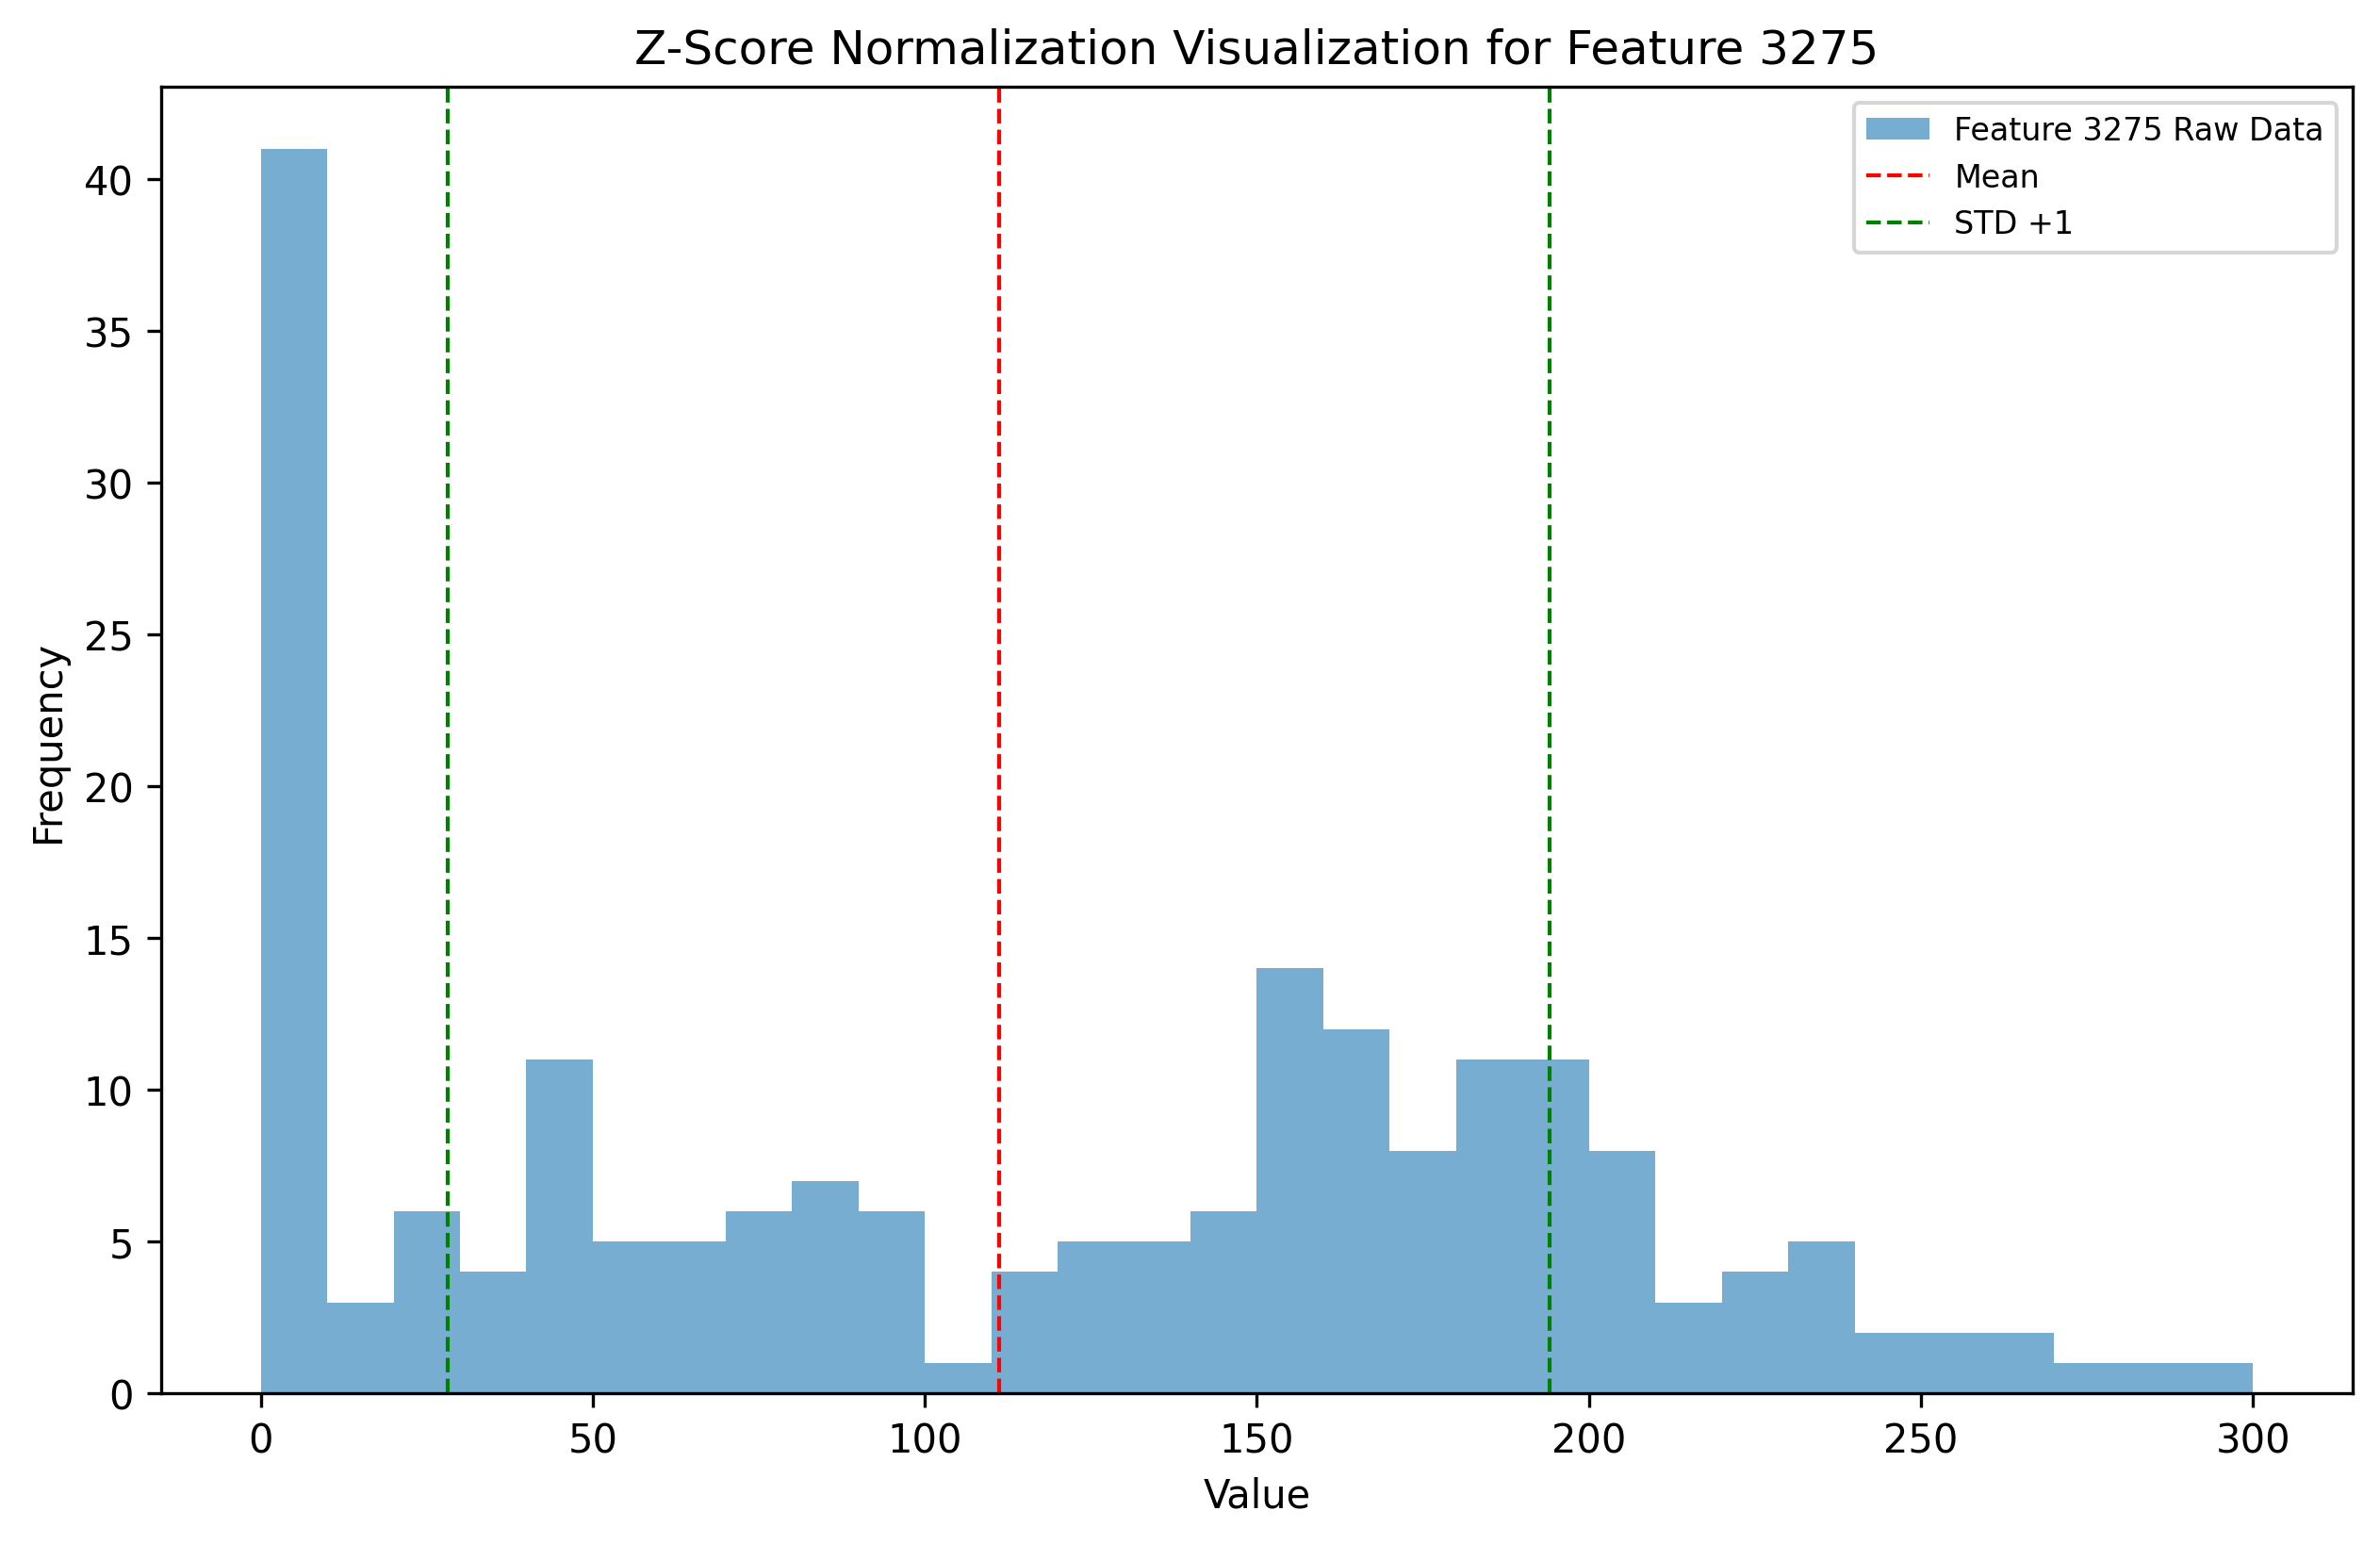 Z-Score Normalization Visualization for Feature 3275
Feature 3275 Raw Data
Mean
STD +1
Frequency
40
35
30
25
20
15
10
5
0
0 50 100 150 200 250 300
Value